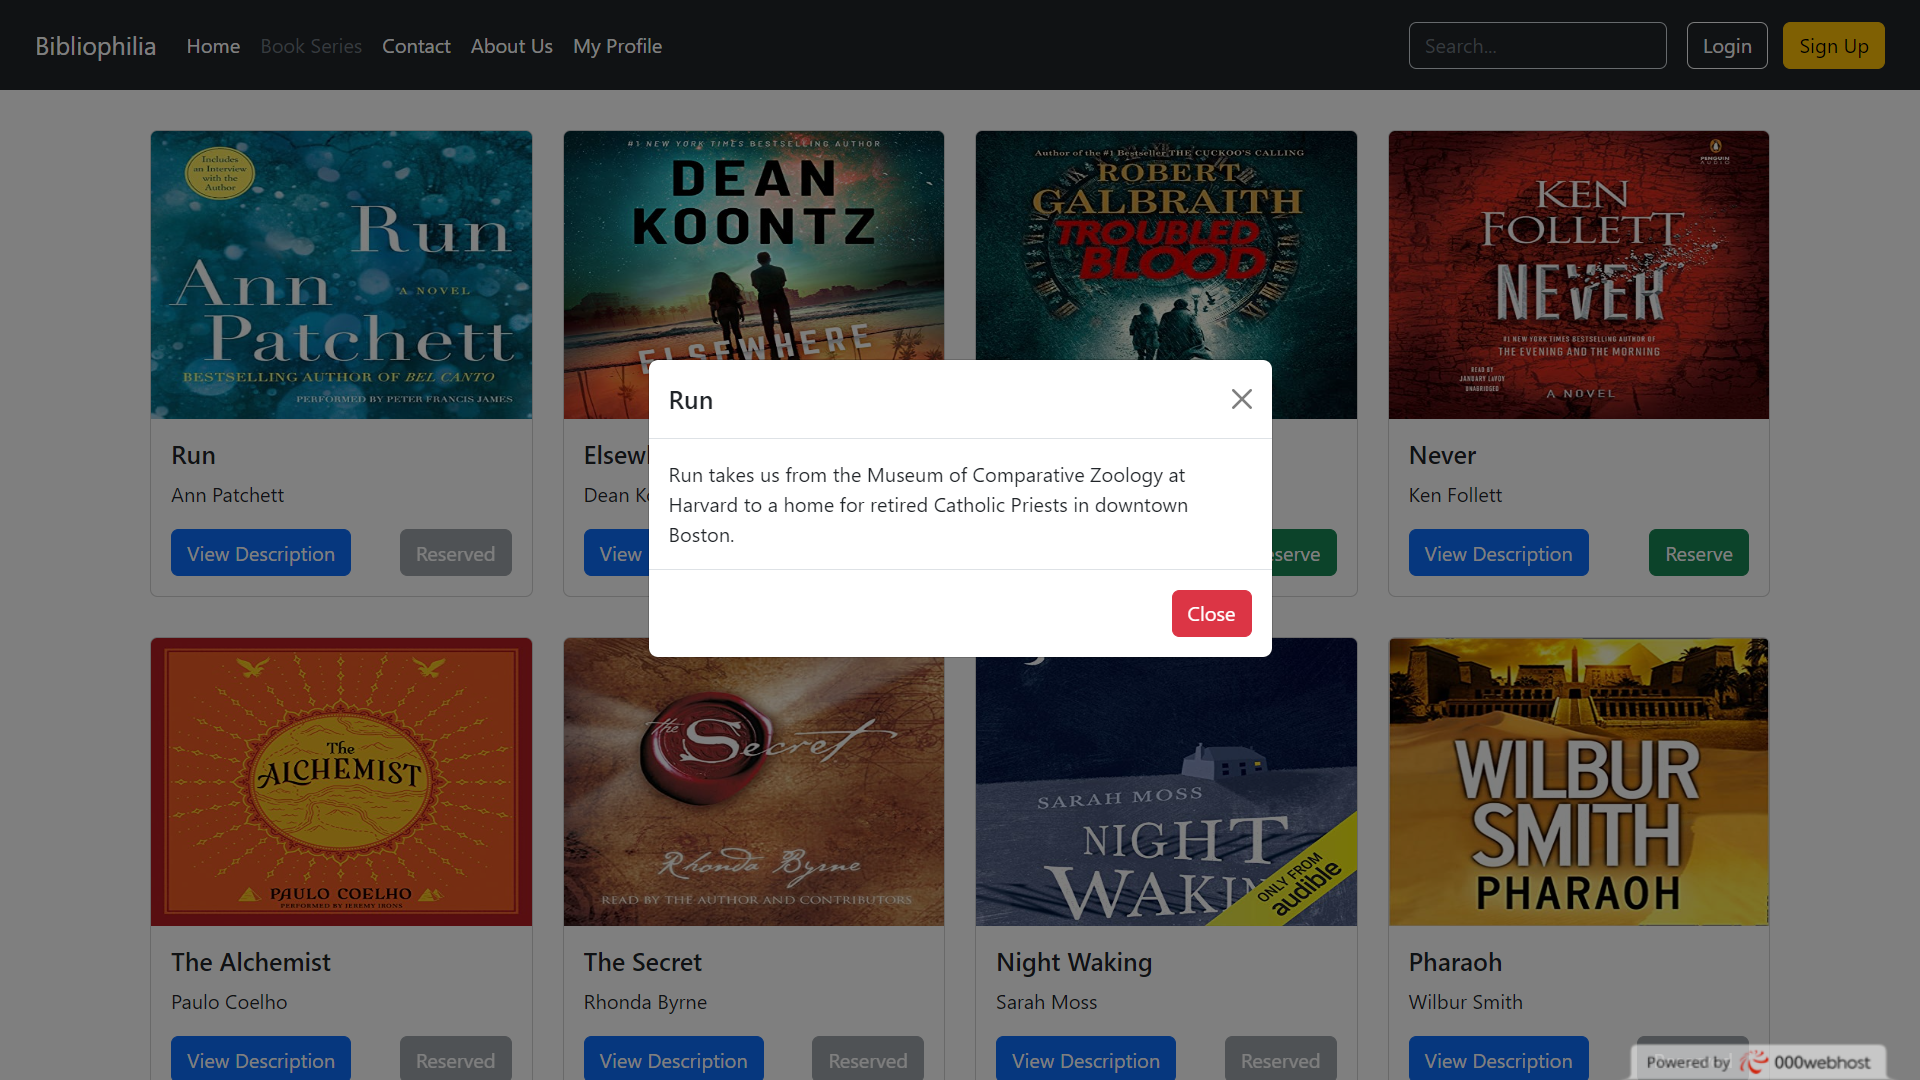 Bibliophilia Home Book Series Contact About Us My Profile Search... Login Sign Up
Includes
an Interview
with the
Author
Run
A NOVEL
Ann
Patchett
BESTSELLING AUTHOR OF BEL CANTO
PERFORMED BY PETER FRANCIS JAMES
#1 NEW YORK TIMES BESTSELLING AUTHOR
DEAN
KOONTZ
ELSEWHERE
Author of the #1 Bestseller THE CUCKOO'S CALLING
ROBERT
GALBRAITH
TROUBLED
BLOOD
PENGUIN
AUDIO
KEN
FOLLETT
NEVER
#1 NEW YORK TIMES BESTSELLING AUTHOR OF
THE EVENING AND THE MORNING
READ BY
JANUARY LAVOY
UNABRIDGED
A NOVEL
Run
Ann Patchett
View Description Reserved
Elsew
Dean K
View
Run
Run takes us from the Museum of Comparative Zoology at
Harvard to a home for retired Catholic Priests in downtown
Boston.
Close
serve
Never
Ken Follett
View Description Reserve
The
ALCHEMIST
PAULO COELHO
PERFORMED BY JEREMY IRONS
the Secret
Rhonda Byrne
READ BY THE AUTHOR AND CONTRIBUTORS
SARAH MOSS
NIGHT
WAKIN
ONLY FROM
audible
WILBUR
SMITH
PHARAOH
The Alchemist
Paulo Coelho
View Description Reserved
The Secret
Rhonda Byrne
View Description Reserved
Night Waking
Sarah Moss
View Description Reserved
Pharaoh
Wilbur Smith
View Description
Powered by 000webhost